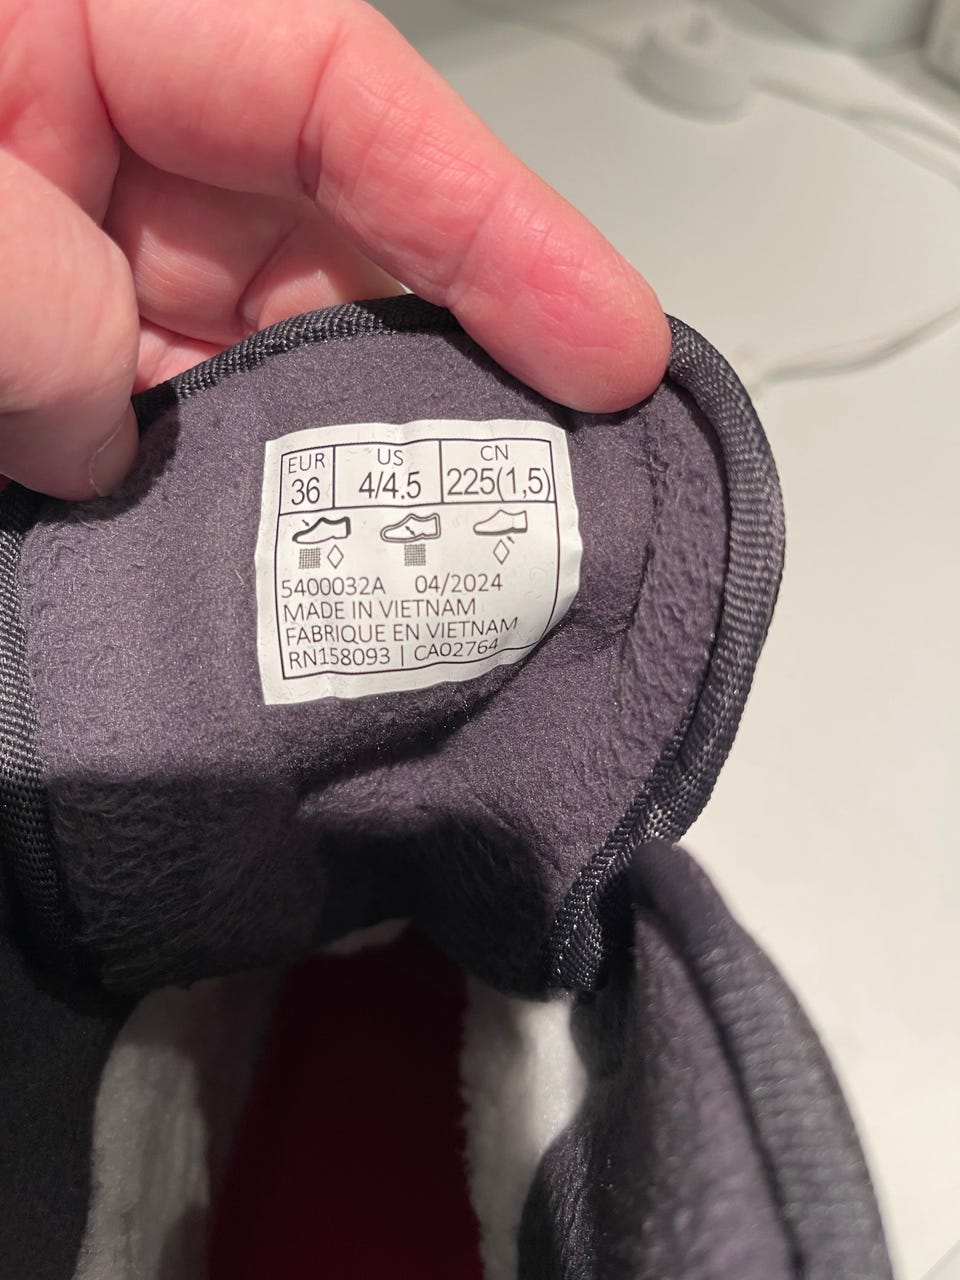 EUR US CN
36 4/4.5 225(1,5)
5400032A 04/2024
MADE IN VIETNAM
FABRIQUE EN VIETNAM
RN158093 | CA02764